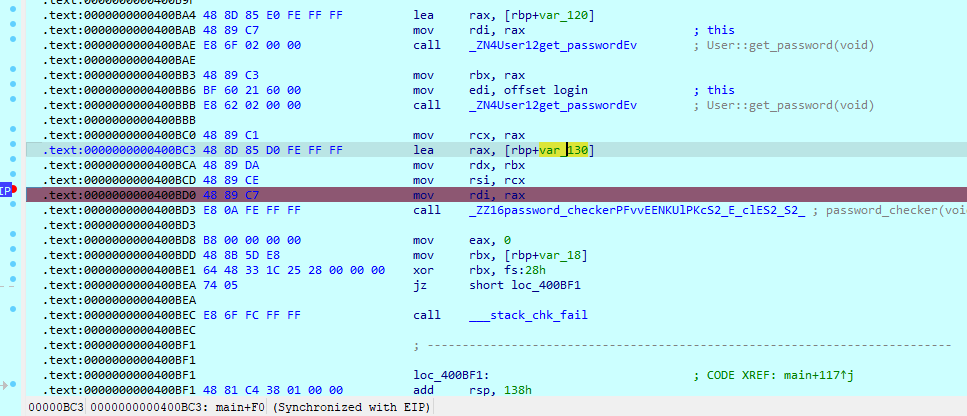 .text:0000000000400B9F
.text:0000000000400BA4 48 8D 85 E0 FE FF FF lea rax, [rbp+var_120]
.text:0000000000400BAB 48 89 C7 mov rdi, rax ; this
.text:0000000000400BAE E8 6F 02 00 00 call _ZN4User12get_passwordEv ; User::get_password(void)
.text:0000000000400BAE
.text:0000000000400BB3 48 89 C3 mov rbx, rax
.text:0000000000400BB6 BF 60 21 60 00 mov edi, offset login ; this
.text:0000000000400BBB E8 62 02 00 00 call _ZN4User12get_passwordEv ; User::get_password(void)
.text:0000000000400BBB
.text:0000000000400BC0 48 89 C1 mov rcx, rax
.text:0000000000400BC3 48 8D 85 D0 FE FF FF lea rax, [rbp+var_130]
.text:0000000000400BCA 48 89 DA mov rdx, rbx
.text:0000000000400BCD 48 89 CE mov rsi, rcx
IP .text:0000000000400BD0 48 89 C7 mov rdi, rax
.text:0000000000400BD3 E8 0A FE FF FF call _ZZ16password_checkerPFvvEENKUlPKcS2_E_clES2_S2_ ; password_checker(voi
.text:0000000000400BD3
.text:0000000000400BD8 B8 00 00 00 00 mov eax, 0
.text:0000000000400BDD 48 8B 5D E8 mov rbx, [rbp+var_18]
.text:0000000000400BE1 64 48 33 1C 25 28 00 00 00 xor rbx, fs:28h
.text:0000000000400BEA 74 05 jz short loc_400BF1
.text:0000000000400BEA
.text:0000000000400BEC E8 6F FC FF FF call ___stack_chk_fail
.text:0000000000400BEC
.text:0000000000400BF1 ; ---------------------------------------------------------------------------
.text:0000000000400BF1
.text:0000000000400BF1 loc_400BF1: ; CODE XREF: main+117↑j
.text:0000000000400BF1 48 81 C4 38 01 00 00 add rsp, 138h
00000BC3 0000000000400BC3: main+F0 (Synchronized with EIP)